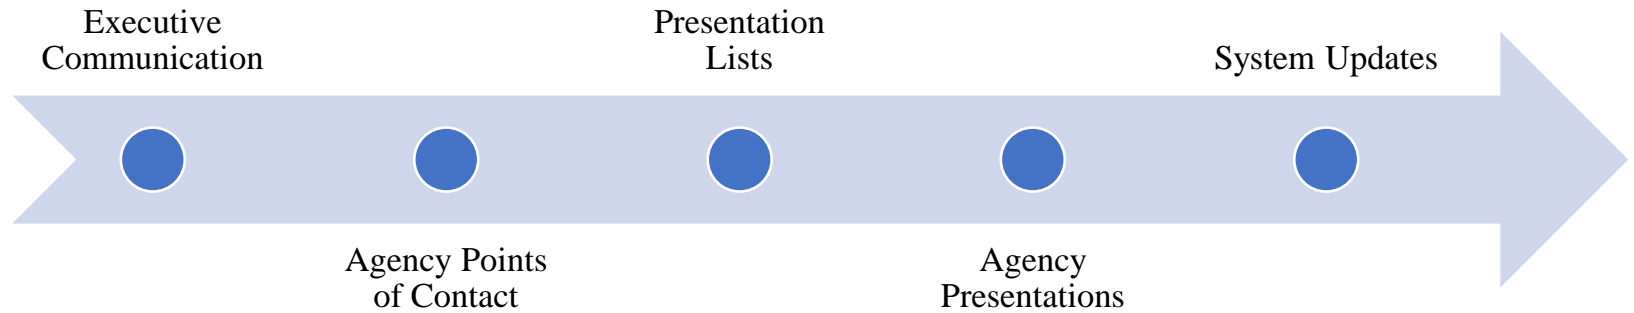 Executive
Communication
Agency Points
of Contact
Presentation
Lists
Agency
Presentations
System Updates